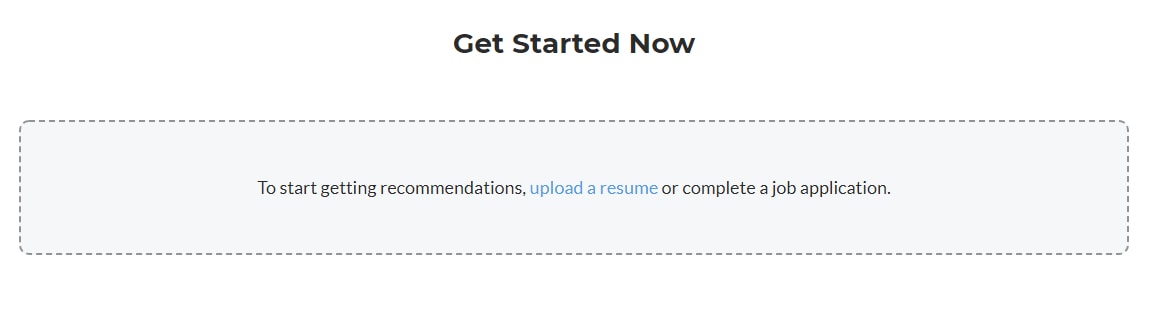 Get Started Now
To start getting recommendations, upload a resume or complete a job application.